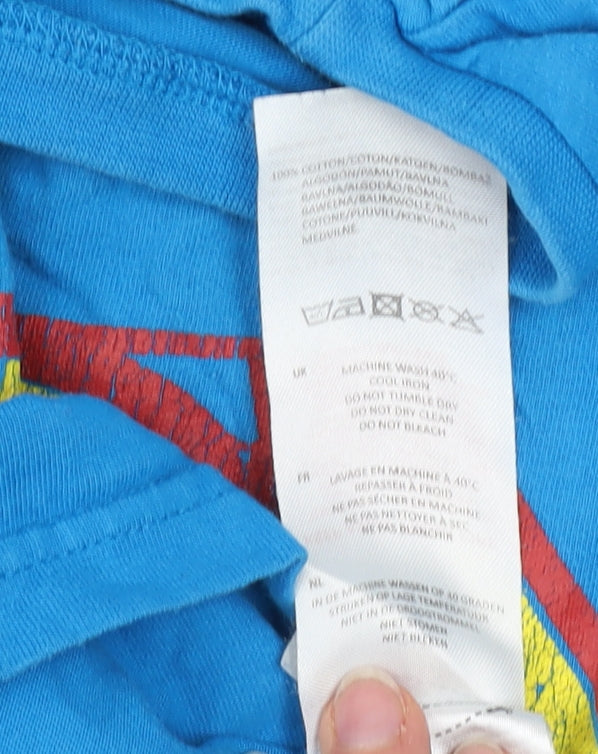 100% COTTON/COTON/KATOEN/BOMBAŽ
ALGODÓN/PAMUT/BAVLNA
BAVLNA/ALGODÃO/BOMULL
BAWEŁNA/BAUMWOLLE/BAMBAKI
COTONE/PUUVILL/KOKVILNA
MEDVILNĖ
UK MACHINE WASH 40°C
COOL IRON
DO NOT TUMBLE DRY
DO NOT DRY CLEAN
DO NOT BLEACH
FR LAVAGE EN MACHINE À 40°C
REPASSER À FROID
NE PAS SÉCHER EN MACHINE
NE PAS NETTOYER À SEC
NE PAS BLANCHIR
NL
IN DE MACHINE WASSEN OP 40 GRADEN
STRIJKEN OP LAGE TEMPERATUUR
NIET IN DE DROOGTROMMEL
NIET STOMEN
NIET BLEKEN